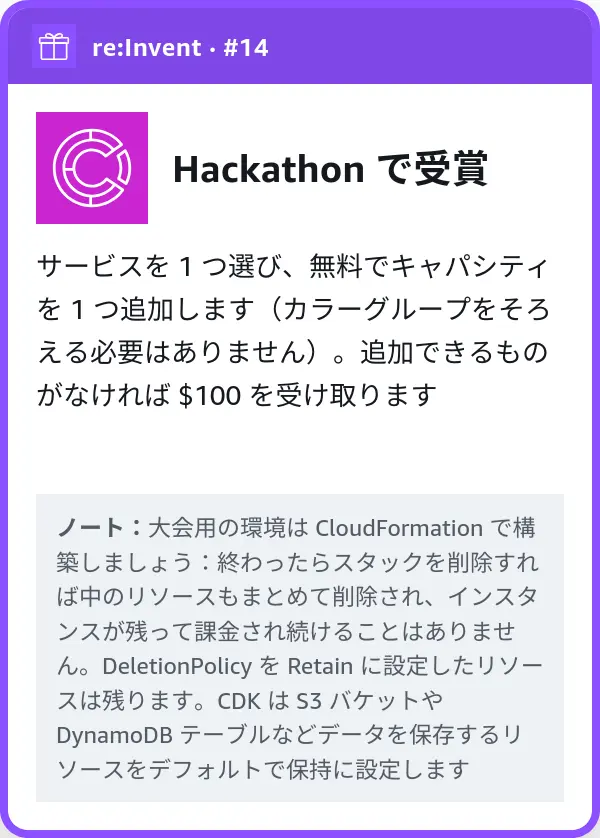 re:Invent · #14
Hackathon で受賞
サービスを 1 つ選び、無料でキャパシティ
を 1 つ追加します（カラーグループをそろ
える必要はありません）。追加できるもの
がなければ $100 を受け取ります
ノート：大会用の環境は CloudFormation で構
築しましょう：終わったらスタックを削除すれ
ば中のリソースもまとめて削除され、インスタ
ンスが残って課金され続けることはありませ
ん。DeletionPolicy を Retain に設定したリソー
スは残ります。CDK は S3 バケットや
DynamoDB テーブルなどデータを保存するリ
ソースをデフォルトで保持に設定します